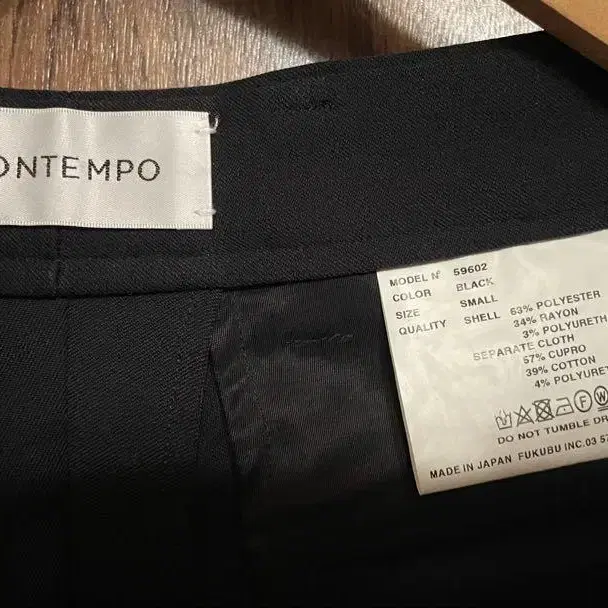 ONTEMPO
MODEL Nº 59602
COLOR BLACK
SIZE SMALL
QUALITY SHELL 63% POLYESTER
34% RAYON
3% POLYURETH
SEPARATE CLOTH
57% CUPRO
39% COTTON
4% POLYURET
DO NOT TUMBLE DR
MADE IN JAPAN FUKUBU INC.03 57